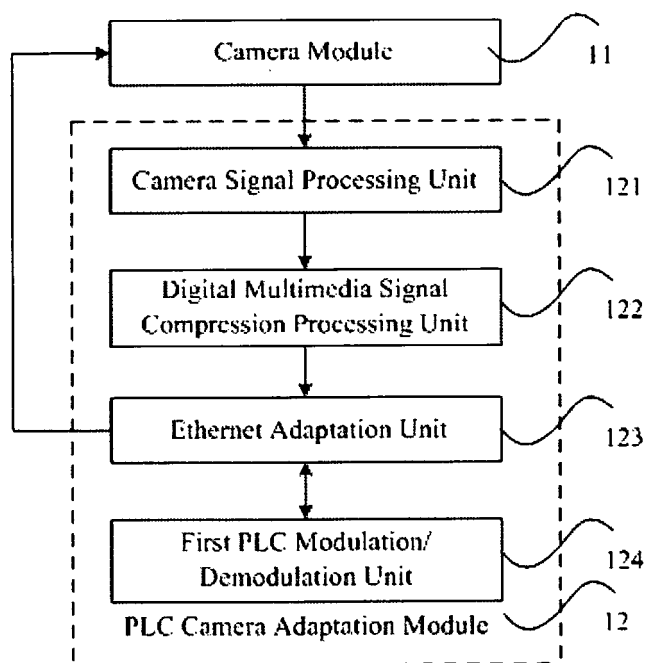 Camera Module
11
Camera Signal Processing Unit
121
Digital Multimedia Signal
Compression Processing Unit
122
Ethernet Adaptation Unit
123
First PLC Modulation/
Demodulation Unit
124
PLC Camera Adaptation Module
12